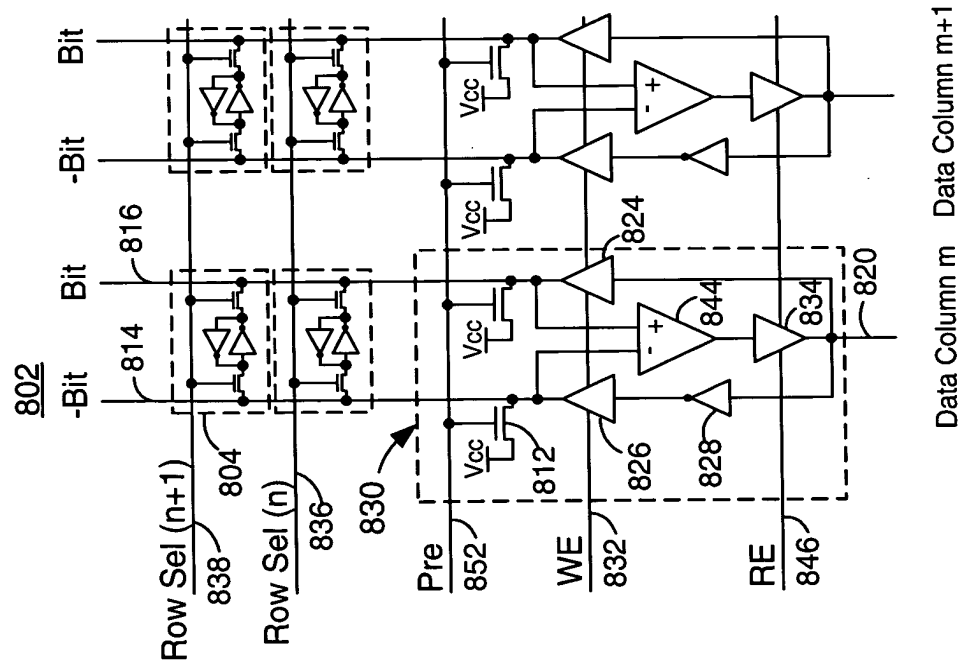 802
-Bit
Bit
-Bit
Bit
814
816
Row Sel (n+1)
838
804
Row Sel (n)
836
830
Pre
852
Vcc
Vcc
Vcc
Vcc
812
WE
832
826
824
828
844
+
-
+
-
RE
846
834
820
Data Column m
Data Column m+1